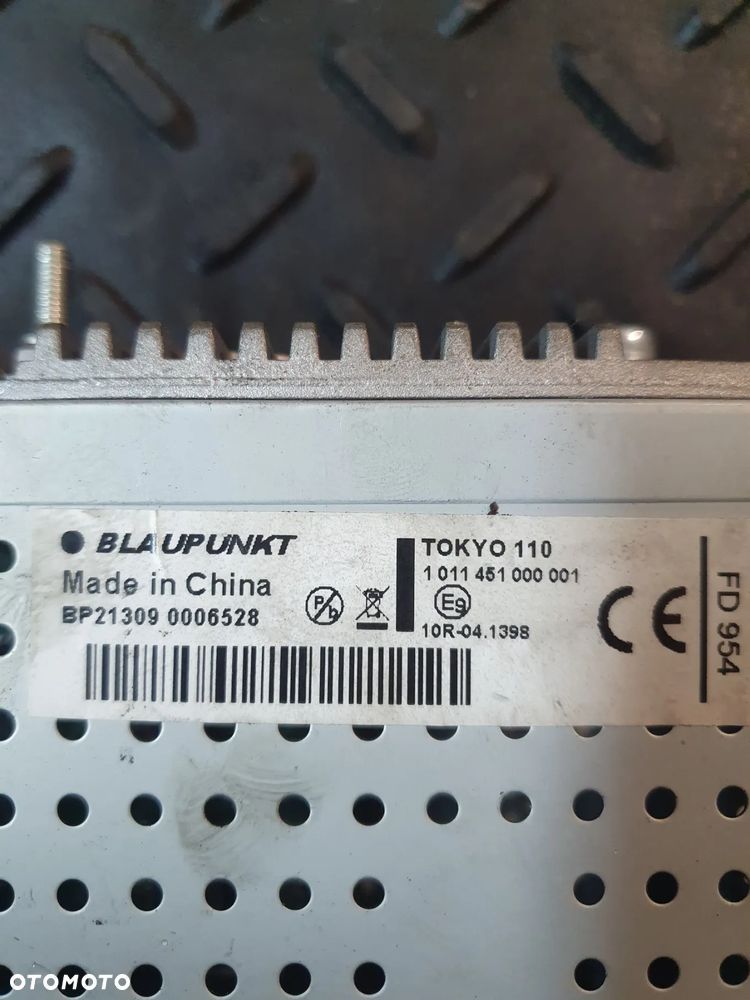 BLAUPUNKT
Made in China
BP21309 0006528
Pb
TOKYO 110
1 011 451 000 001
E9
10R-04.1398
CE
FD 954
OTOMOTO